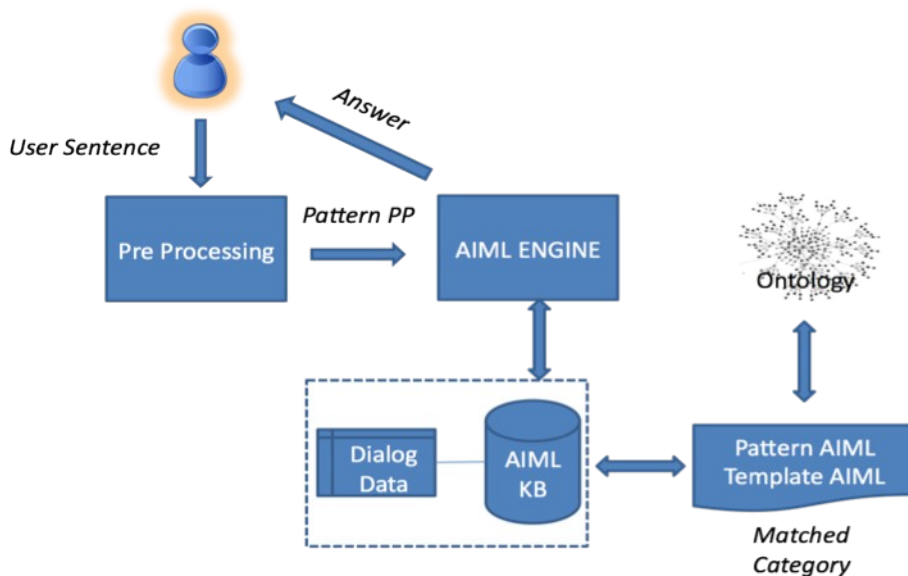 Answer
User Sentence
Pre Processing
Pattern PP
AIML ENGINE
Ontology
Dialog
Data
AIML
KB
Pattern AIML
Template AIML
Matched
Category